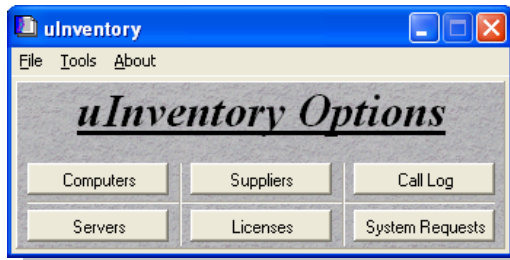 uInventory
File Tools About
uInventory Options
Computers Suppliers Call Log
Servers Licenses System Requests